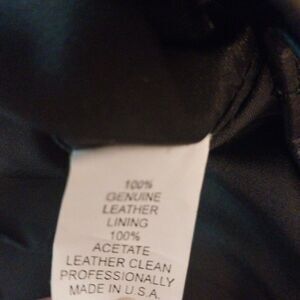 100%
GENUINE
LEATHER
LINING
100%
ACETATE
LEATHER CLEAN
PROFESSIONALLY
MADE IN U.S.A.